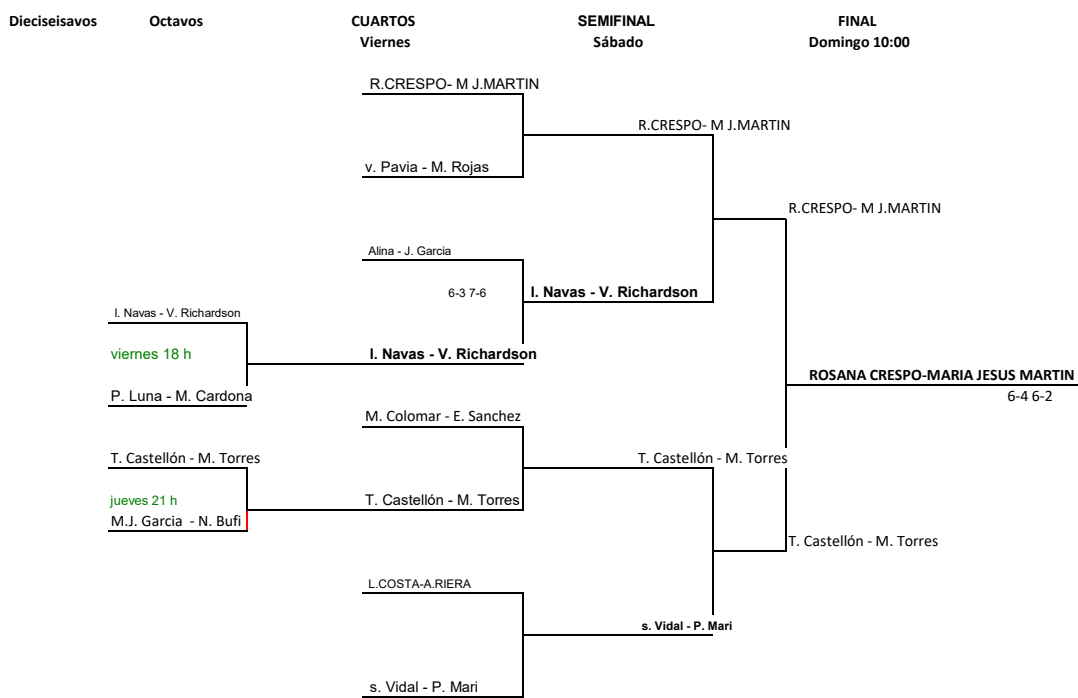 Dieciseisavos Octavos CUARTOS SEMIFINAL FINAL
Viernes Sábado Domingo 10:00
R.CRESPO- M J.MARTIN
R.CRESPO- M J.MARTIN
v. Pavia - M. Rojas
R.CRESPO- M J.MARTIN
Alina - J. Garcia
6-3 7-6 I. Navas - V. Richardson
I. Navas - V. Richardson
viernes 18 h I. Navas - V. Richardson
ROSANA CRESPO-MARIA JESUS MARTIN
P. Luna - M. Cardona 6-4 6-2
M. Colomar - E. Sanchez
T. Castellón - M. Torres T. Castellón - M. Torres
jueves 21 h T. Castellón - M. Torres
M.J. Garcia - N. Bufi
T. Castellón - M. Torres
L.COSTA-A.RIERA
s. Vidal - P. Mari
s. Vidal - P. Mari